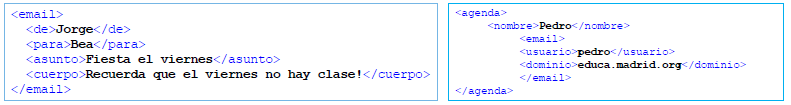 <email>
<de>Jorge</de>
<para>Bea</para>
<asunto>Fiesta el viernes</asunto>
<cuerpo>Recuerda que el viernes no hay clase!</cuerpo>
</email>
<agenda>
<nombre>Pedro</nombre>
<email>
<usuario>pedro</usuario>
<dominio>educa.madrid.org</dominio>
</email>
</agenda>